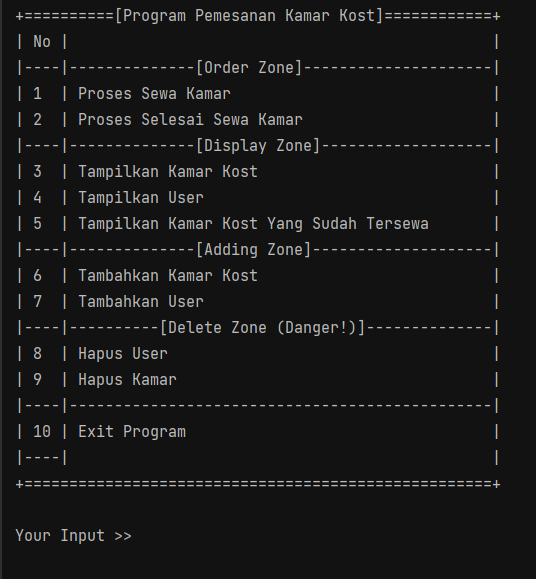 +==========[Program Pemesanan Kamar Kost]============+
| No |                                               |
|----|--------------[Order Zone]---------------------|
| 1  | Proses Sewa Kamar                             |
| 2  | Proses Selesai Sewa Kamar                     |
|----|--------------[Display Zone]-------------------|
| 3  | Tampilkan Kamar Kost                          |
| 4  | Tampilkan User                                |
| 5  | Tampilkan Kamar Kost Yang Sudah Tersewa       |
|----|--------------[Adding Zone]--------------------|
| 6  | Tambahkan Kamar Kost                          |
| 7  | Tambahkan User                                |
|----|----------[Delete Zone (Danger!)]--------------|
| 8  | Hapus User                                    |
| 9  | Hapus Kamar                                   |
|----|-----------------------------------------------|
| 10 | Exit Program                                  |
|----|                                               |
+====================================================+
Your Input >>